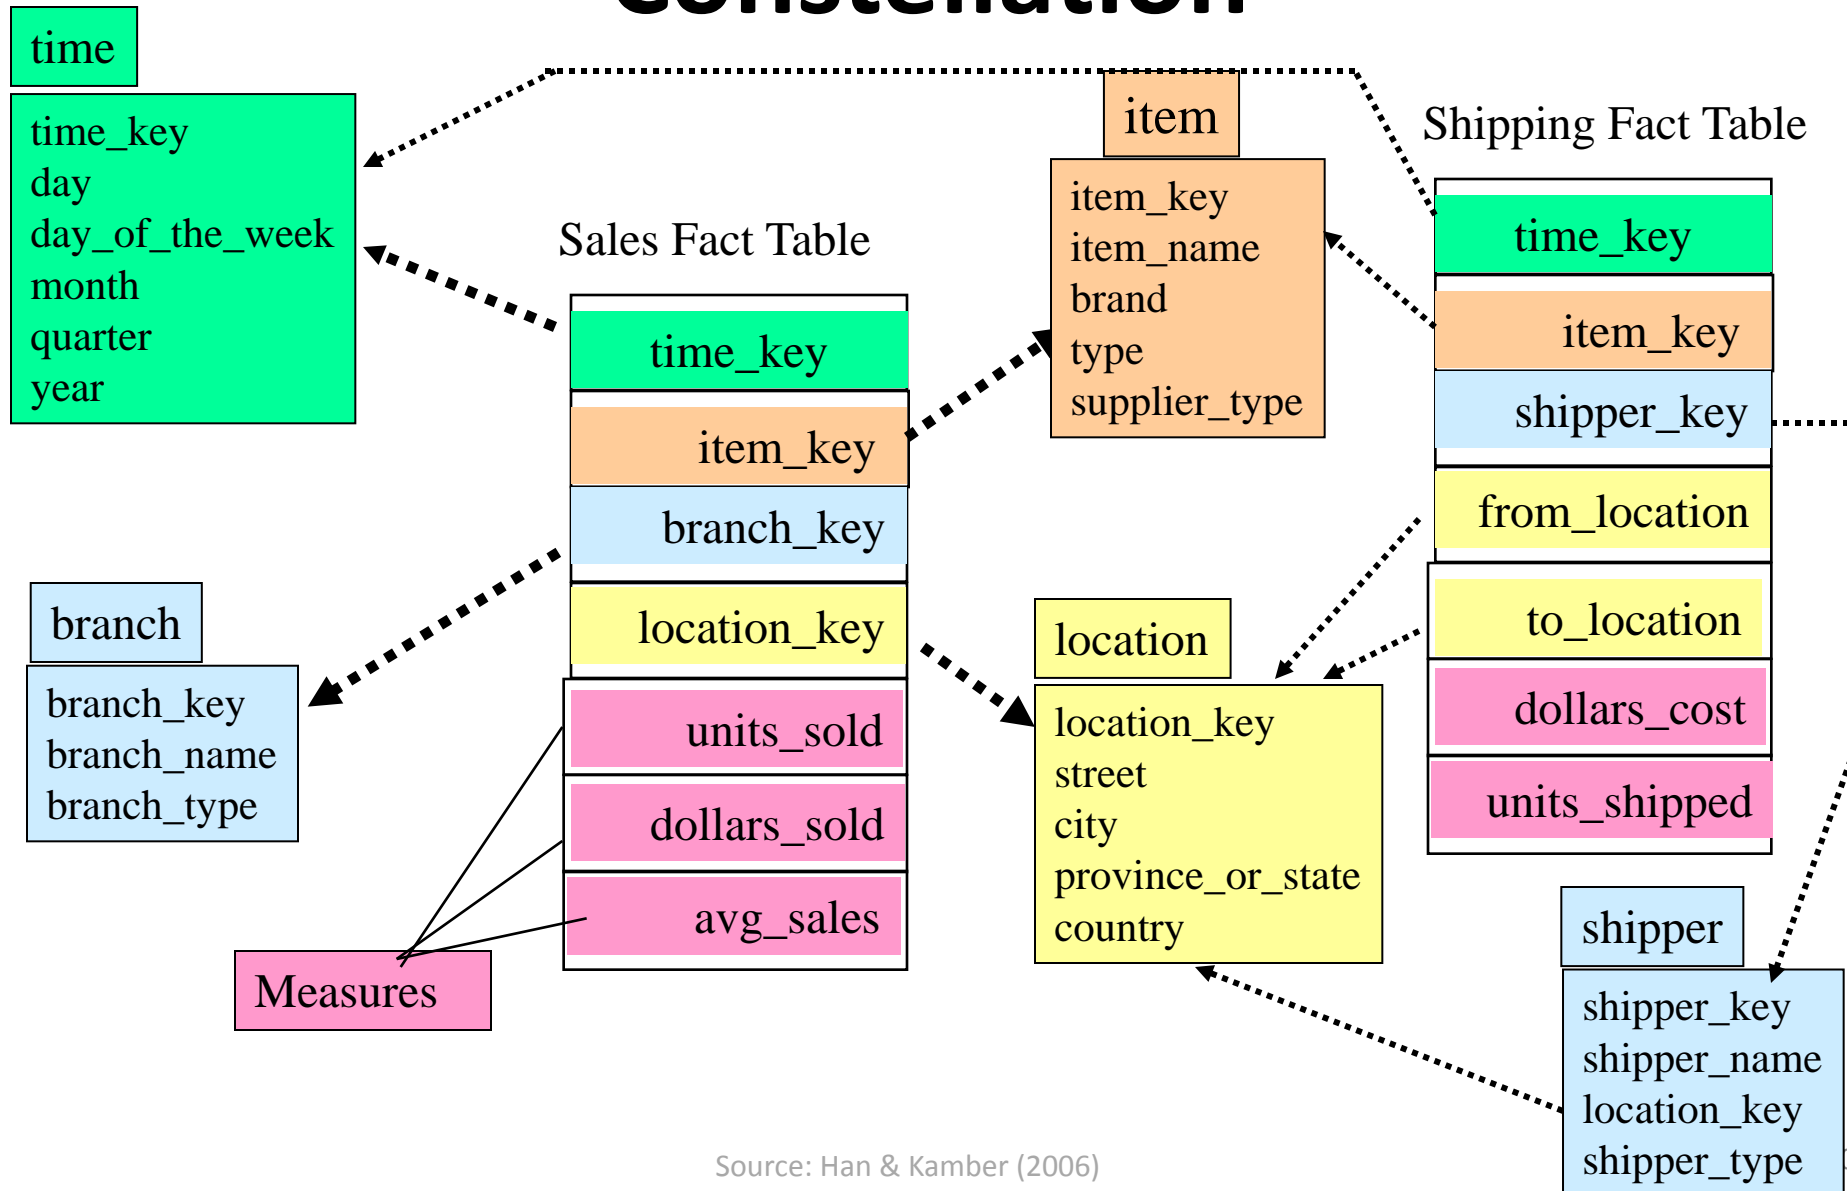 Constellation
time
time_key
day
day_of_the_week
month
quarter
year
Sales Fact Table
time_key
item_key
branch_key
location_key
units_sold
dollars_sold
avg_sales
Measures
branch
branch_key
branch_name
branch_type
item
item_key
item_name
brand
type
supplier_type
location
location_key
street
city
province_or_state
country
Shipping Fact Table
time_key
item_key
shipper_key
from_location
to_location
dollars_cost
units_shipped
shipper
shipper_key
shipper_name
location_key
shipper_type
Source: Han & Kamber (2006)